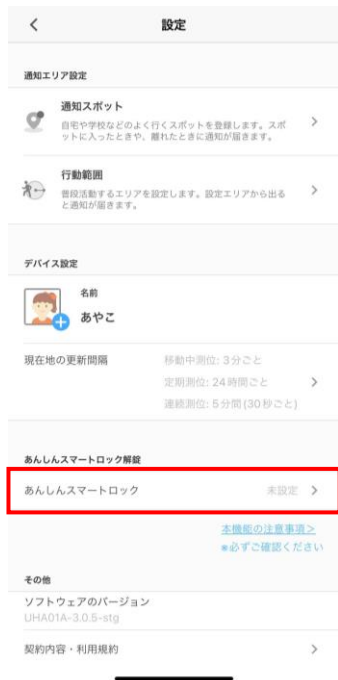 設定
通知エリア設定
通知スポット
自宅や学校などのよく行くスポットを登録します。スポ
ットに入ったときや、離れたときに通知が届きます。
行動範囲
普段活動するエリアを設定します。設定エリアから出る
と通知が届きます。
デバイス設定
名前
あやこ
現在地の更新間隔
移動中測位: 3分ごと
定期測位: 24時間ごと
連続測位: 5分間(30秒ごと)
あんしんスマートロック解錠
あんしんスマートロック 未設定
本機能の注意事項>
※必ずご確認ください
その他
ソフトウェアのバージョン
UHA01A-3.0.5-stg
契約内容・利用規約